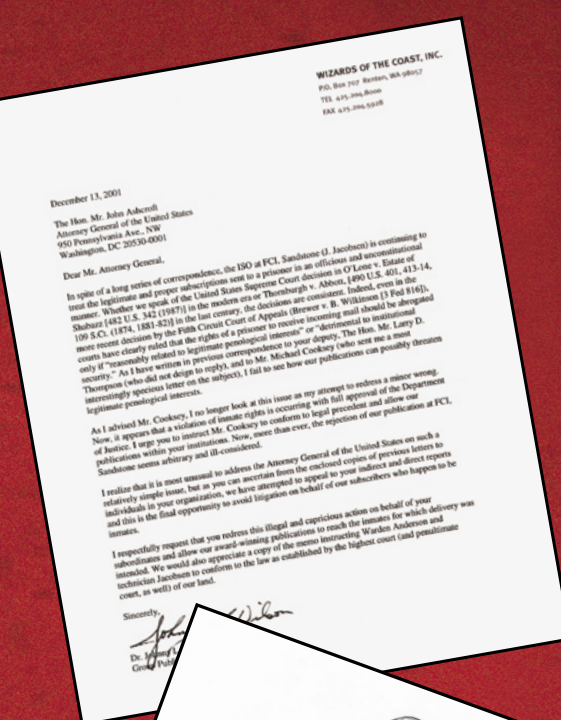 WIZARDS OF THE COAST, INC.
P.O. Box 707 Renton, WA 98057
TEL 425.204.8000
FAX 425.204.5928
December 13, 2001
The Hon. Mr. John Ashcroft
Attorney General of the United States
950 Pennsylvania Ave., NW
Washington, DC 20530-0001
Dear Mr. Attorney General,
In spite of a long series of correspondence, the ISO at FCI, Sandstone (J. Jacobsen) is continuing to
treat the legitimate and proper subscriptions sent to a prisoner in an officious and unconstitutional
manner. Whether we speak of the United States Supreme Court decision in O'Lone v. Estate of
Shabazz [482 U.S. 342 (1987)] in the modern era or Thornburgh v. Abbott, [490 U.S. 401, 413-14,
109 S.Ct. (1874, 1881-82)] in the last century, the decisions are consistent. Indeed, even in the
more recent decision by the Fifth Circuit Court of Appeals (Brewer v. B. Wilkinson [3 Fed 816]),
courts have clearly ruled that the rights of a prisoner to receive incoming mail should be abrogated
only if "reasonably related to legitimate penological interests" or "detrimental to institutional
security." As I have written in previous correspondence to your deputy, The Hon. Mr. Larry D.
Thompson (who did not deign to reply), and to Mr. Michael Cooksey (who sent me a most
interestingly specious letter on the subject), I fail to see how our publications can possibly threaten
legitimate penological interests.
As I advised Mr. Cooksey, I no longer look at this issue as my attempt to redress a minor wrong.
Now, it appears that a violation of inmate rights is occurring with full approval of the Department
of Justice. I urge you to instruct Mr. Cooksey to conform to legal precedent and allow our
publications within your institutions. Now, more than ever, the rejection of our publication at FCI,
Sandstone seems arbitrary and ill-considered.
I realize that it is most unusual to address the Attorney General of the United States on such a
relatively simple issue, but as you can ascertain from the enclosed copies of previous letters to
individuals in your organization, we have attempted to appeal to your indirect and direct reports
and this is the final opportunity to avoid litigation on behalf of our subscribers who happen to be
inmates.
I respectfully request that you redress this illegal and capricious action on behalf of your
subordinates and allow our award-winning publications to reach the inmates for which delivery was
intended. We would also appreciate a copy of the memo instructing Warden Anderson and
technician Jacobsen to conform to the law as established by the highest court (and penultimate
court, as well) of our land.
Sincerely,
Wilson
Dr.
Group